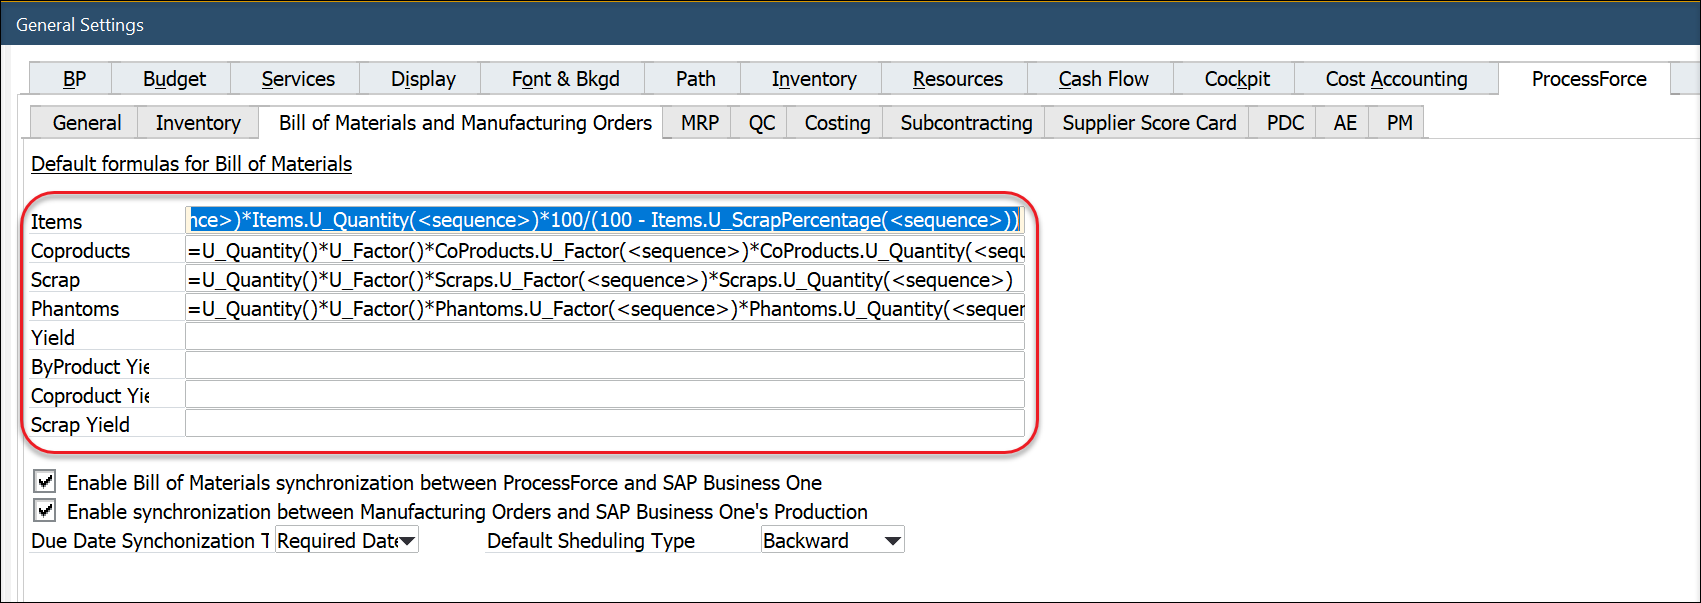 General Settings
BP Budget Services Display Font & Bkgd Path Inventory Resources Cash Flow Cockpit Cost Accounting ProcessForce
General Inventory Bill of Materials and Manufacturing Orders MRP QC Costing Subcontracting Supplier Score Card PDC AE PM
Default formulas for Bill of Materials
Items nce>)*Items.U_Quantity(<sequence>)*100/(100 - Items.U_ScrapPercentage(<sequence>))
Coproducts =U_Quantity()*U_Factor()*CoProducts.U_Factor(<sequence>)*CoProducts.U_Quantity(<sequ
Scrap =U_Quantity()*U_Factor()*Scraps.U_Factor(<sequence>)*Scraps.U_Quantity(<sequence>)
Phantoms =U_Quantity()*U_Factor()*Phantoms.U_Factor(<sequence>)*Phantoms.U_Quantity(<sequen
Yield
ByProduct Yie
Coproduct Yie
Scrap Yield
Enable Bill of Materials synchronization between ProcessForce and SAP Business One
Enable synchronization between Manufacturing Orders and SAP Business One's Production
Due Date Synchonization T Required Date Default Sheduling Type Backward